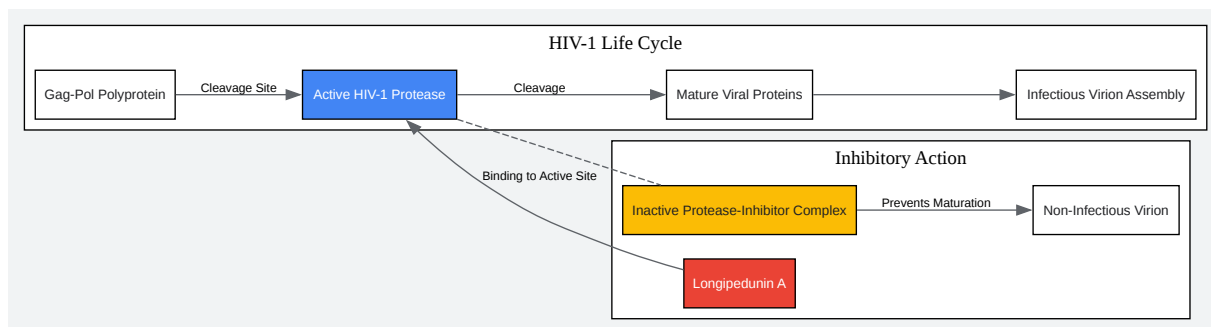 HIV-1 Life Cycle
Gag-Pol Polyprotein
Cleavage Site
Active HIV-1 Protease
Cleavage
Mature Viral Proteins
Infectious Virion Assembly
Inhibitory Action
Binding to Active Site
Inactive Protease-Inhibitor Complex
Prevents Maturation
Non-Infectious Virion
Longipedunin A